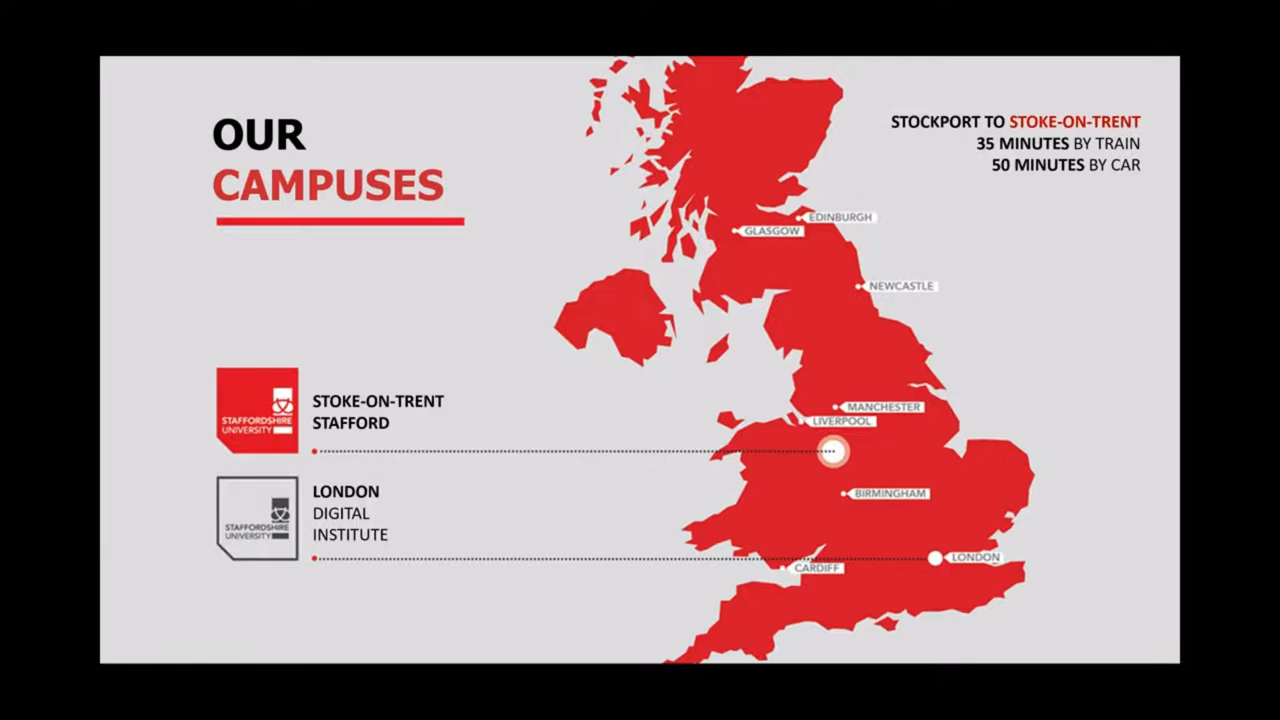 OUR
CAMPUSES
STOCKPORT TO STOKE-ON-TRENT
35 MINUTES BY TRAIN
50 MINUTES BY CAR
EDINBURGH
GLASGOW
NEWCASTLE
MANCHESTER
LIVERPOOL
BIRMINGHAM
LONDON
CARDIFF
STAFFORDSHIRE
UNIVERSITY
STOKE-ON-TRENT
STAFFORD
STAFFORDSHIRE
UNIVERSITY
LONDON
DIGITAL
INSTITUTE